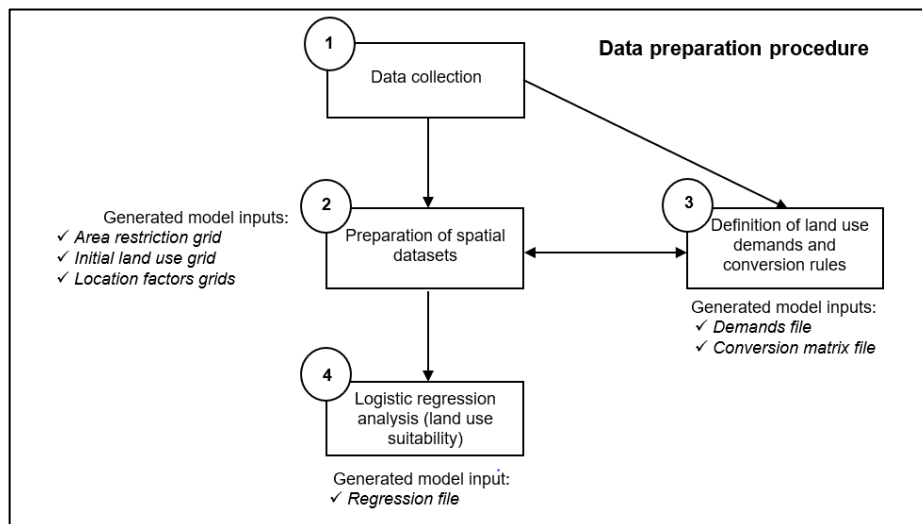 Data preparation procedure
1
Data collection
2
Preparation of spatial
datasets
Generated model inputs:
✓ Area restriction grid
✓ Initial land use grid
✓ Location factors grids
3
Definition of land use
demands and
conversion rules
Generated model inputs:
✓ Demands file
✓ Conversion matrix file
4
Logistic regression
analysis (land use
suitability)
Generated model input:
✓ Regression file